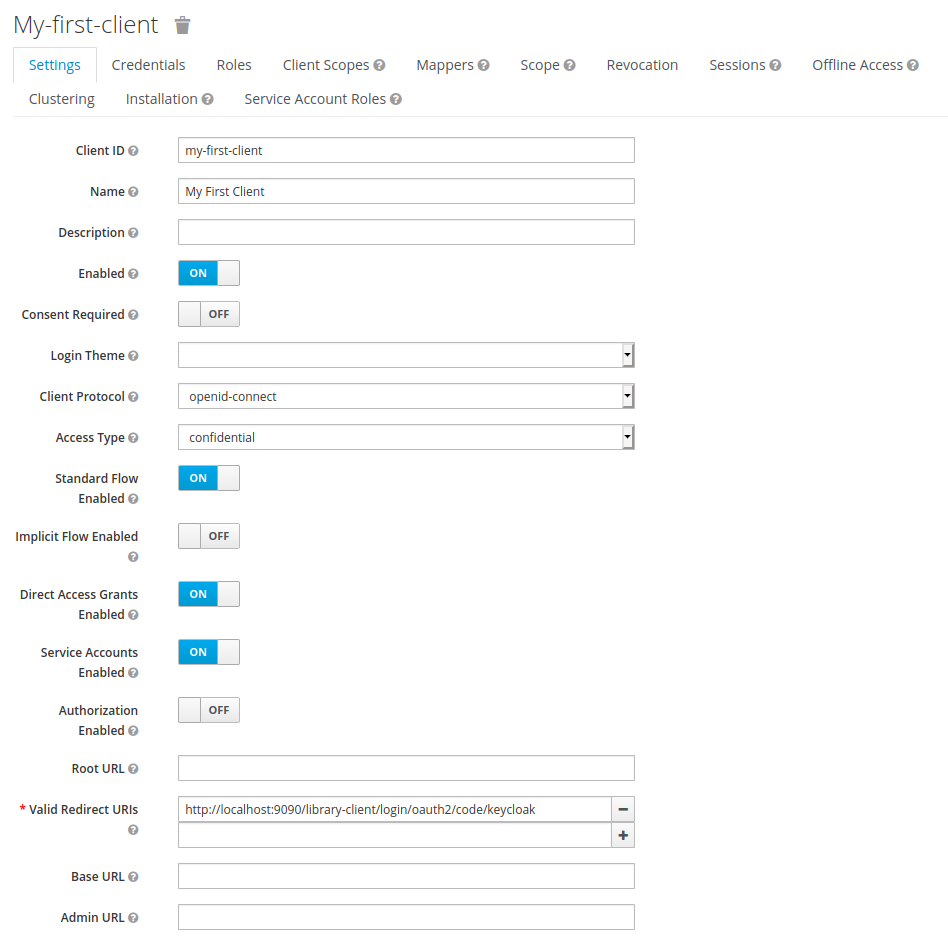 My-first-client
Settings Credentials Roles Client Scopes Mappers Scope Revocation Sessions Offline Access
Clustering Installation Service Account Roles
Client ID my-first-client
Name My First Client
Description
Enabled ON
Consent Required OFF
Login Theme
Client Protocol openid-connect
Access Type confidential
Standard Flow
Enabled ON
Implicit Flow Enabled OFF
Direct Access Grants
Enabled ON
Service Accounts
Enabled ON
Authorization
Enabled OFF
Root URL
* Valid Redirect URIs http://localhost:9090/library-client/login/oauth2/code/keycloak
Base URL
Admin URL